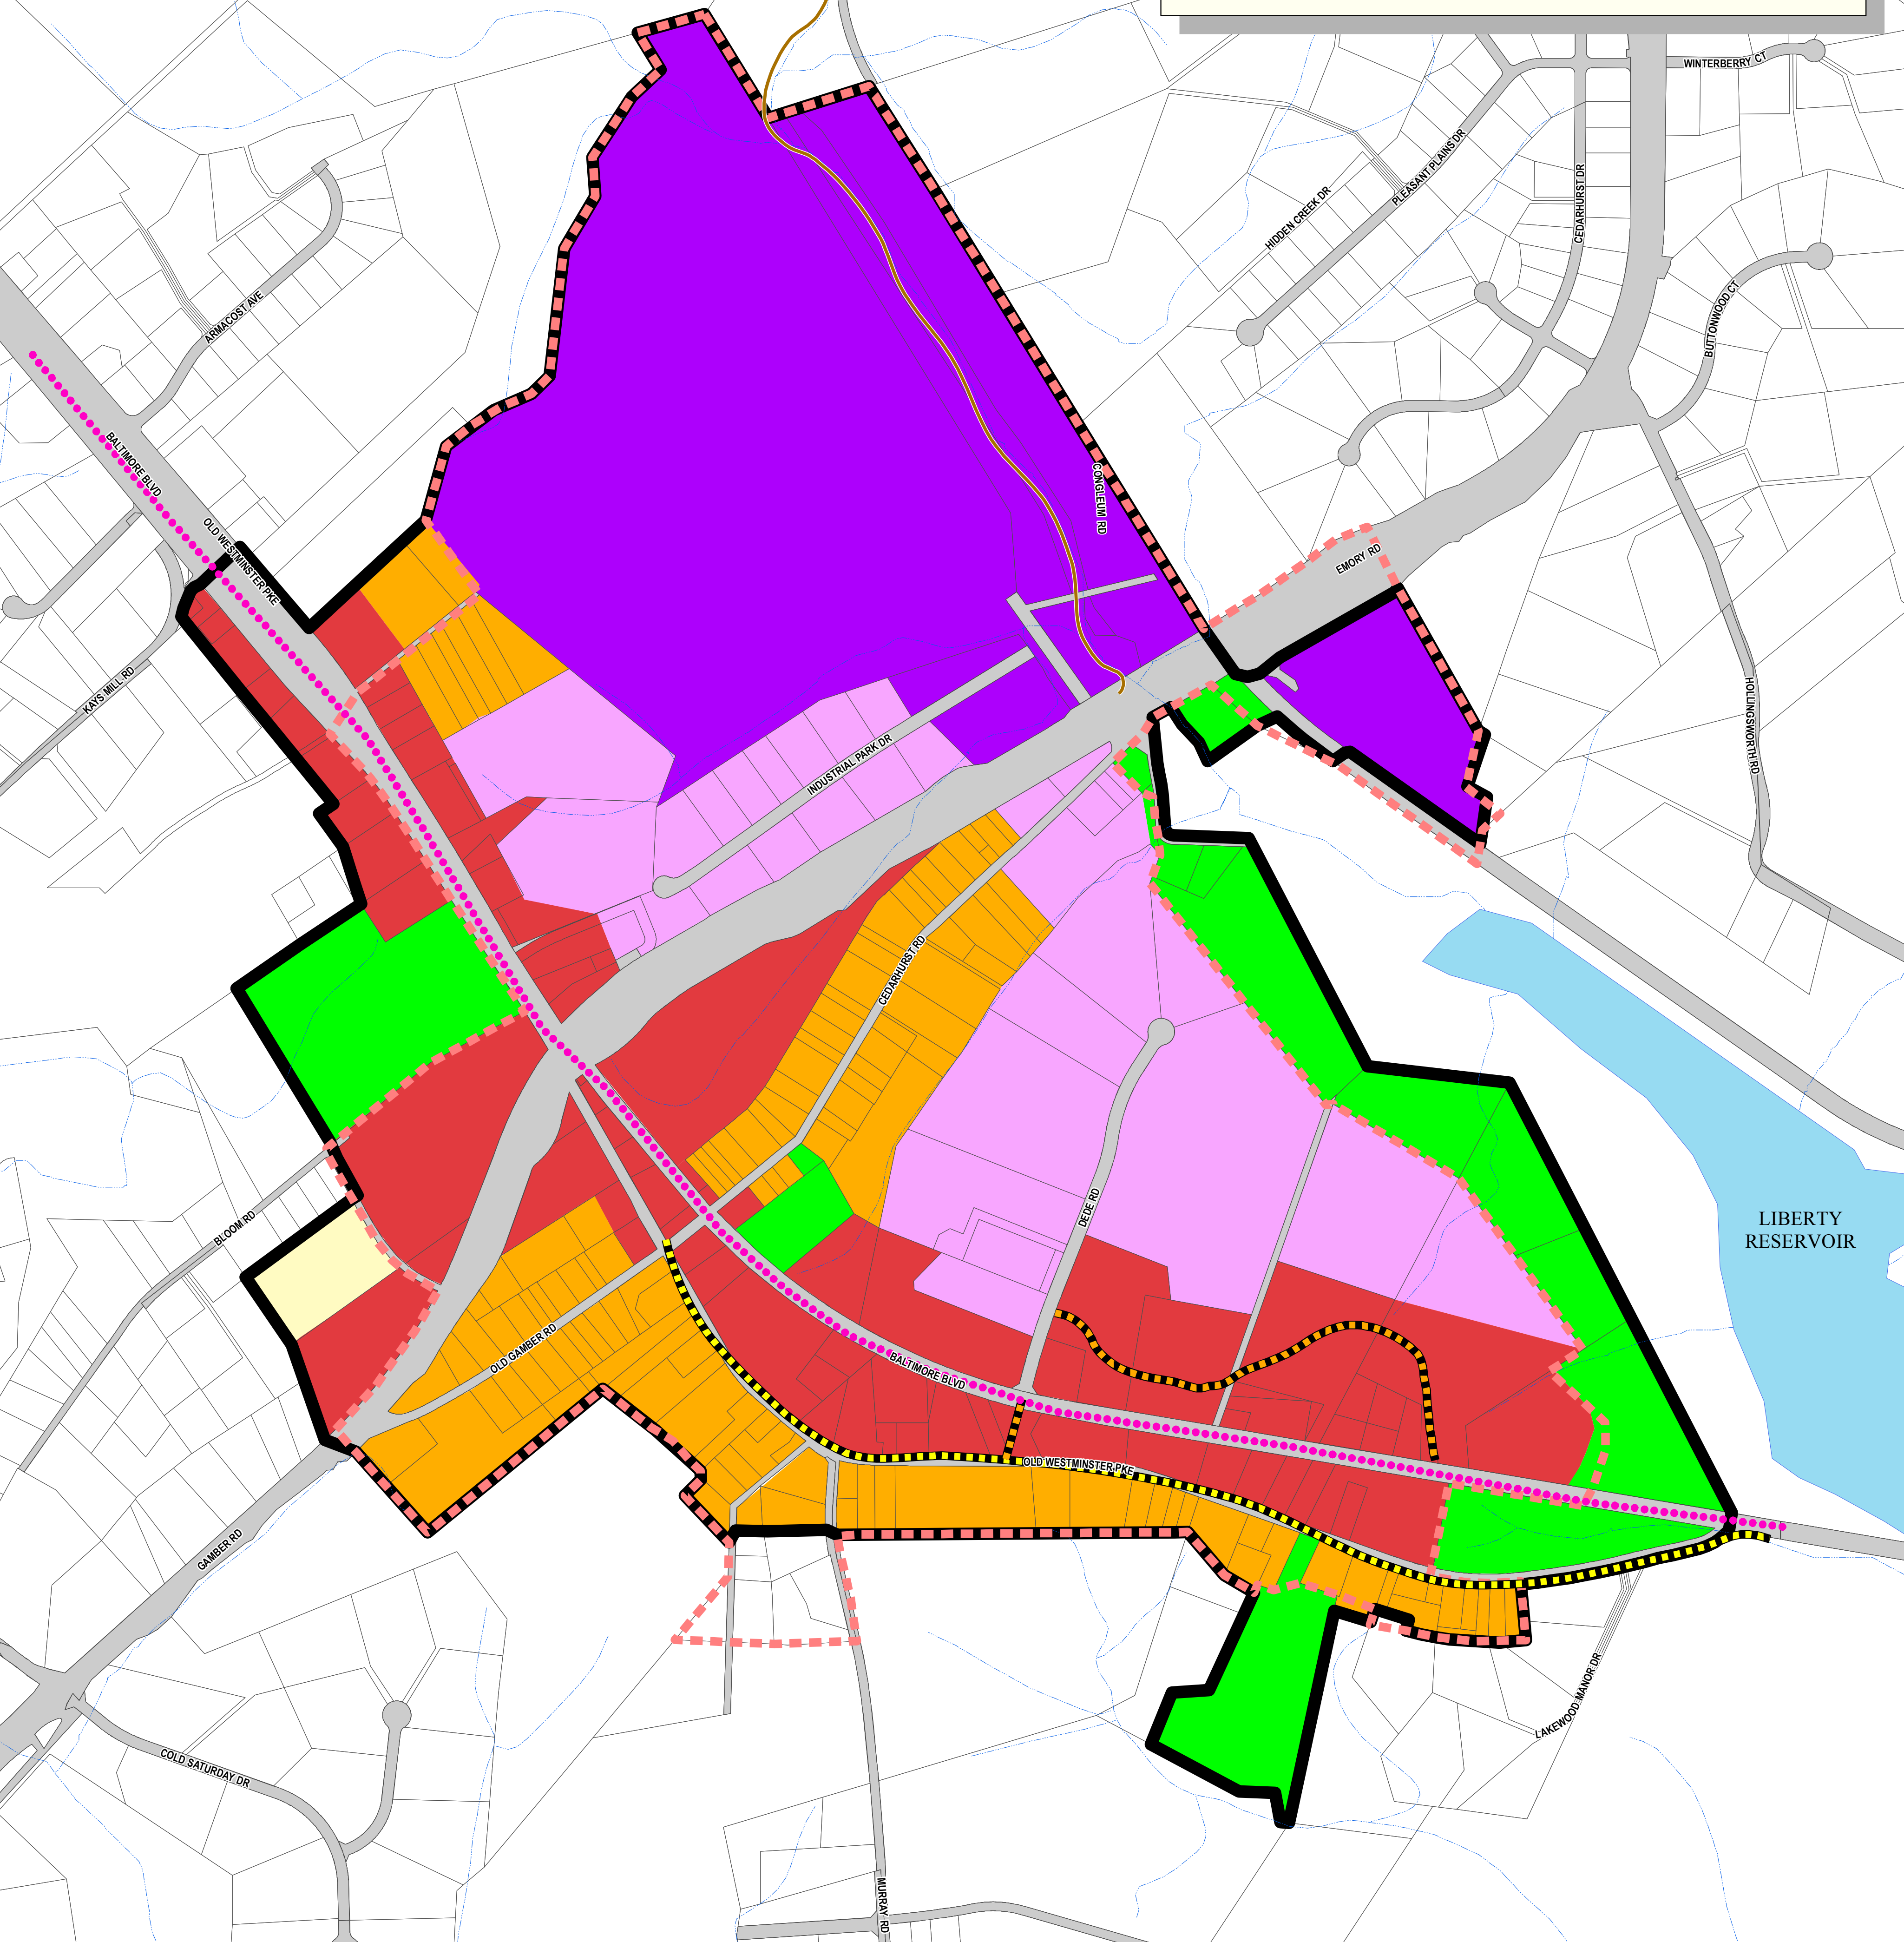 WINTERBERRY CT
PLEASANT PLAINS DR
CEDARHURST DR
HIDDEN CREEK DR
ARMACOST AVE
BUTTONWOOD CT
BALTIMORE BLVD
CONGLEUM RD
OLD WESTMINSTER PKE
EMORY RD
KAYS MILL RD
HOLLINGSWORTH RD
INDUSTRIAL PARK DR
CEDARHURST RD
DEDE RD
BLOOM RD
LIBERTY
RESERVOIR
OLD GAMBER RD
BALTIMORE BLVD
OLD WESTMINSTER PKE
GAMBER RD
LAKEWOOD MANOR DR
COLD SATURDAY DR
MURRAY RD